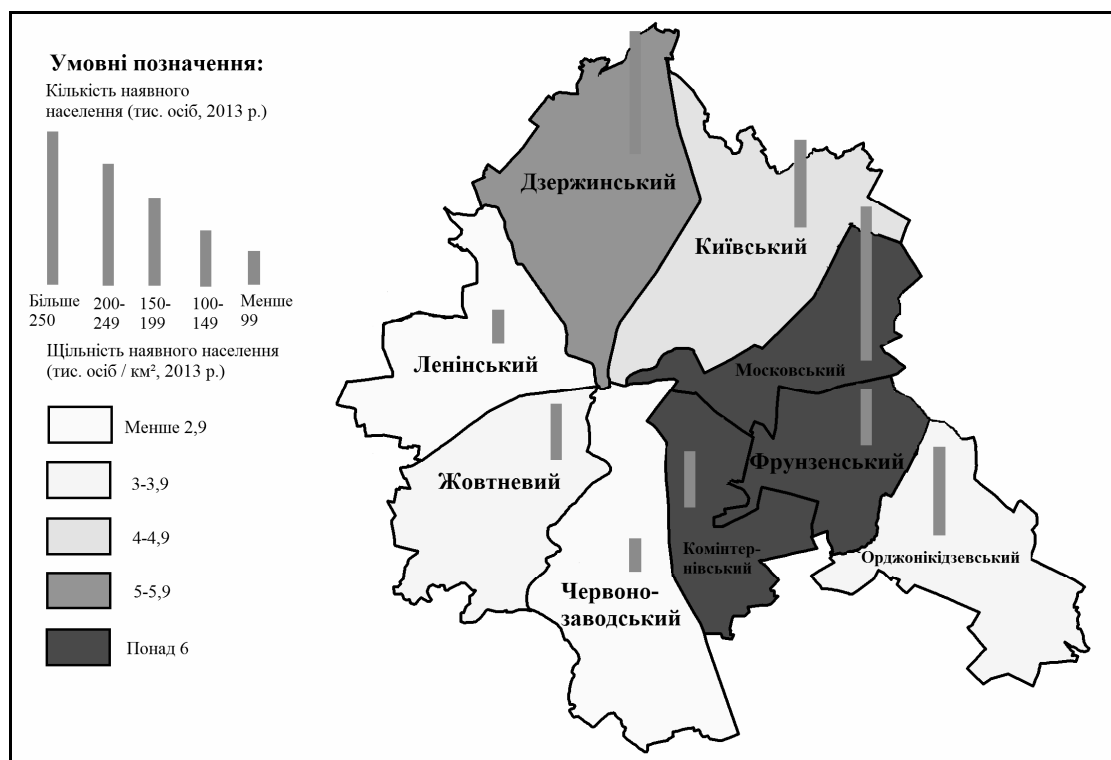 Умовні позначення:
Кількість наявного
населення (тис. осіб, 2013 р.)
Більше
250
200-
249
150-
199
100-
149
Менше
99
Щільність наявного населення
(тис. осіб / км², 2013 р.)
Менше 2,9
3-3,9
4-4,9
5-5,9
Понад 6
Дзержинський
Київський
Ленінський
Московський
Жовтневий
Фрунзенський
Комінтер-
нівський
Орджонікідзевський
Червоно-
заводський